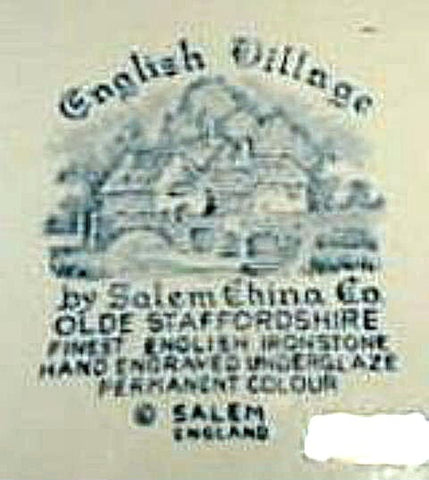 English Village
by Salem China Co
OLDE STAFFORDSHIRE
FINEST ENGLISH IRONSTONE
HAND ENGRAVED UNDERGLAZE
PERMANENT COLOUR
© SALEM
ENGLAND